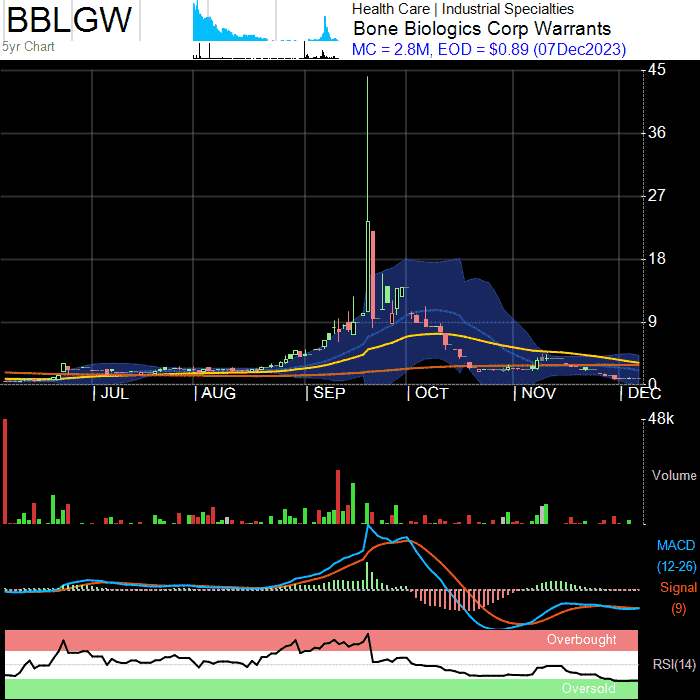 BBLGW
5yr Chart
Health Care | Industrial Specialties
Bone Biologics Corp Warrants
MC = 2.8M, EOD = $0.89 (07Dec2023)
45
36
27
18
9
0
JUL AUG SEP OCT NOV DEC
48k
Volume
MACD
(12-26)
Signal
(9)
Overbought
RSI(14)
Oversold